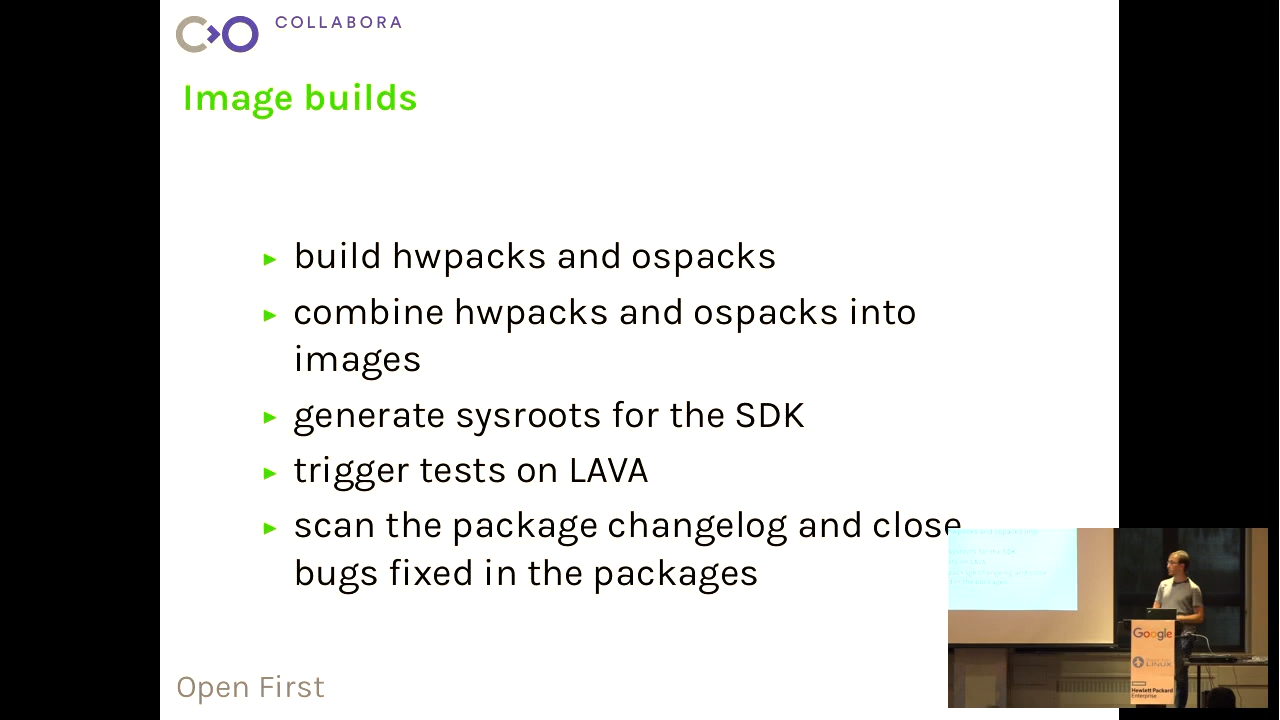 COLLABORA
Image builds
build hwpacks and ospacks
combine hwpacks and ospacks into
images
generate sysroots for the SDK
trigger tests on LAVA
scan the package changelog and close
bugs fixed in the packages
Open First
Google
LINUX
Hewlett Packard
Enterprise